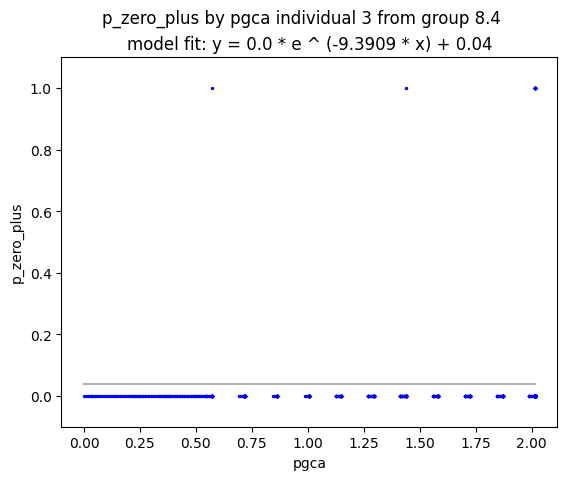 p_zero_plus by pgca individual 3 from group 8.4
model fit: y = 0.0 * e ^ (-9.3909 * x) + 0.04
1.0
0.8
0.6
0.4
0.2
0.0
p_zero_plus
0.00 0.25 0.50 0.75 1.00 1.25 1.50 1.75 2.00
pgca